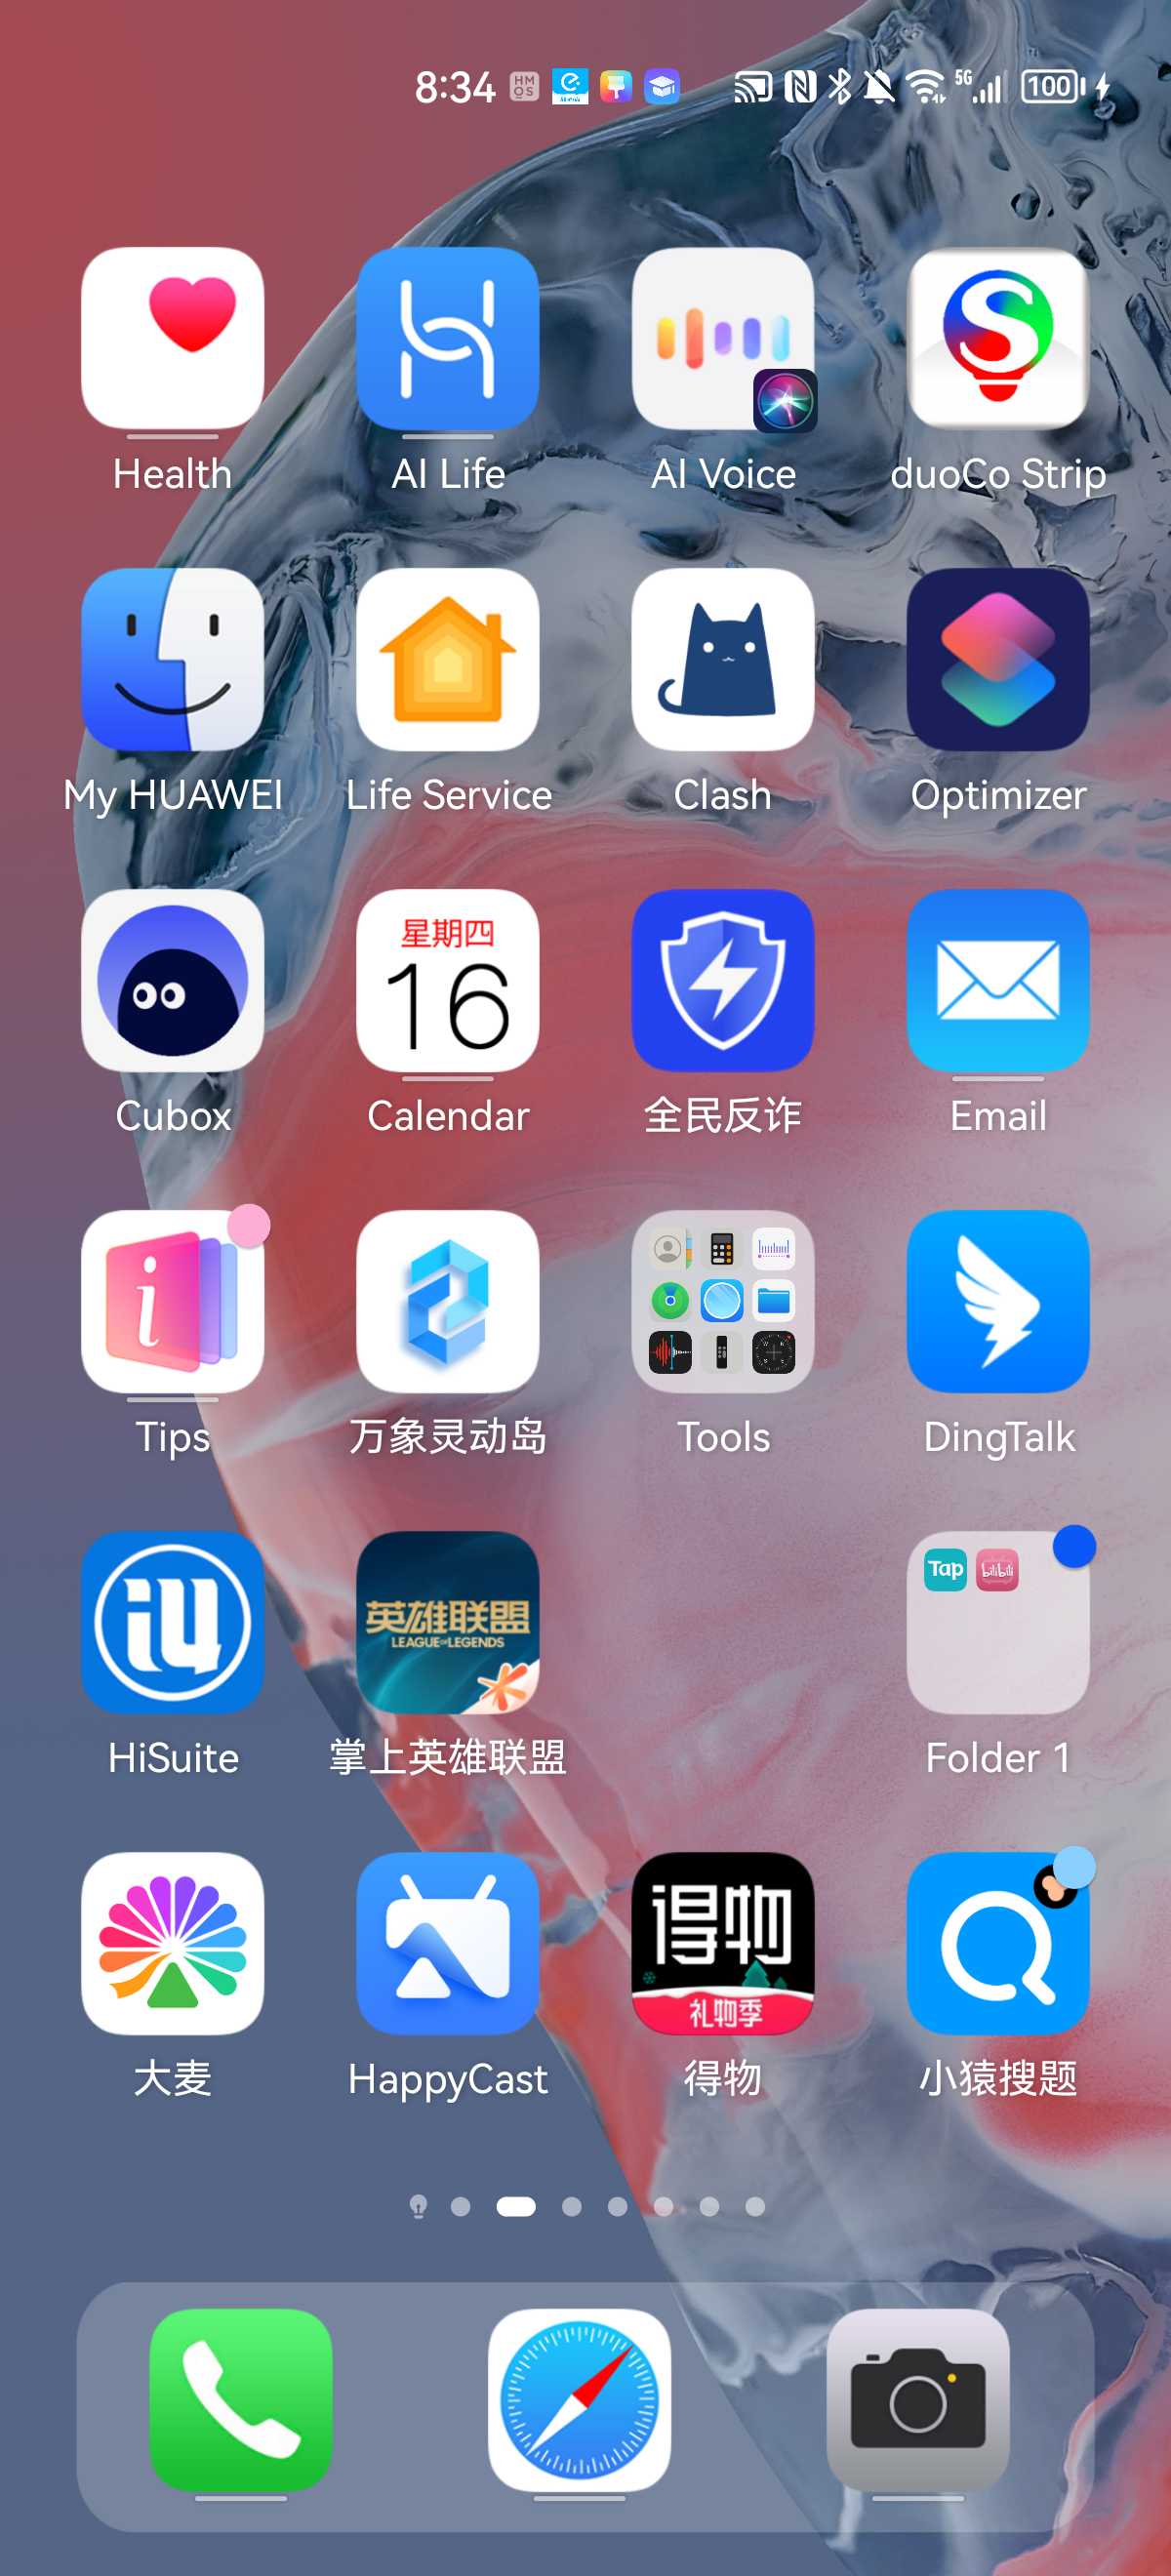 8:34 HM OS 5G 100
Health AI Life AI Voice duoCo Strip
My HUAWEI Life Service Clash Optimizer
星期四
16
Cubox Calendar 全民反诈 Email
Tips 万象灵动岛 Tools DingTalk
英雄联盟
LEAGUE OF LEGENDS
Tap bilibili
HiSuite 掌上英雄联盟 Folder 1
得物
礼物季
大麦 HappyCast 得物 小猿搜题